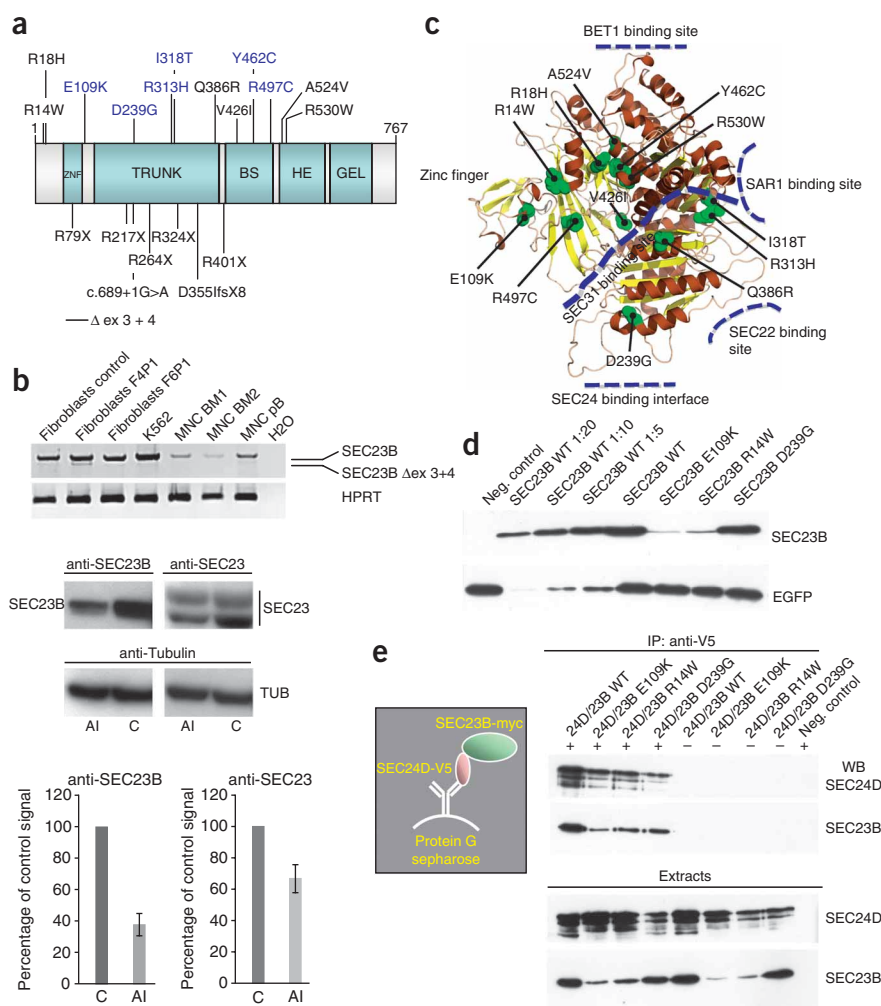 a
R18H
I318T
Y462C
E109K
R313H
Q386R
R497C
A524V
R14W
D239G
V426I
R530W
1
767
ZNF
TRUNK
BS
HE
GEL
R79X
R217X
R324X
R264X
R401X
c.689+1G>A
D355IfsX8
Δ ex 3 + 4
b
Fibroblasts control
Fibroblasts F4P1
Fibroblasts F6P1
K562
MNC BM1
MNC BM2
MNC pB
H2O
SEC23B
SEC23B Δex 3+4
HPRT
anti-SEC23B
anti-SEC23
SEC23B
SEC23
anti-Tubulin
TUB
AI
C
AI
C
anti-SEC23B
Percentage of control signal
120
100
80
60
40
20
0
C
AI
anti-SEC23
Percentage of control signal
120
100
80
60
40
20
0
C
AI
c
BET1 binding site
A524V
R18H
R14W
Y462C
R530W
Zinc finger
SAR1 binding site
V426I
SEC31 binding site
I318T
R313H
E109K
R497C
Q386R
SEC22 binding
site
D239G
SEC24 binding interface
d
Neg. control
SEC23B WT 1:20
SEC23B WT 1:10
SEC23B WT 1:5
SEC23B WT
SEC23B E109K
SEC23B R14W
SEC23B D239G
SEC23B
EGFP
e
SEC23B-myc
SEC24D-V5
Protein G
sepharose
IP: anti-V5
24D/23B WT
24D/23B E109K
24D/23B R14W
24D/23B D239G
24D/23B WT
24D/23B E109K
24D/23B R14W
24D/23B D239G
Neg. control
+ + + + – – – – +
WB
SEC24D
SEC23B
Extracts
SEC24D
SEC23B